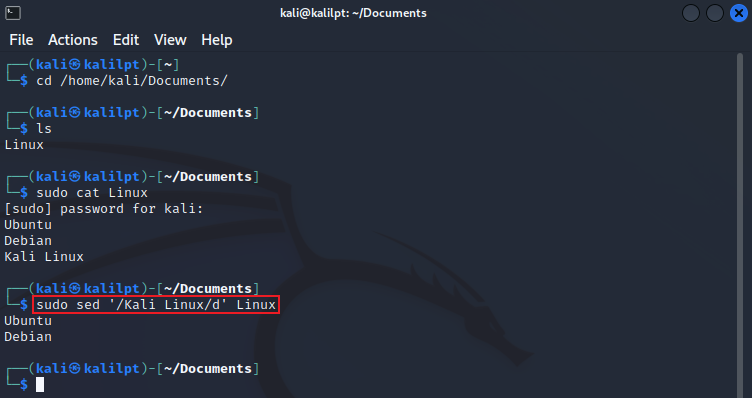 kali@kalilpt: ~/Documents
File Actions Edit View Help
┌──(kali㉿kalilpt)-[~]
└─$ cd /home/kali/Documents/
┌──(kali㉿kalilpt)-[~/Documents]
└─$ ls
Linux
┌──(kali㉿kalilpt)-[~/Documents]
└─$ sudo cat Linux
[sudo] password for kali:
Ubuntu
Debian
Kali Linux
┌──(kali㉿kalilpt)-[~/Documents]
└─$ sudo sed '/Kali Linux/d' Linux
Ubuntu
Debian
┌──(kali㉿kalilpt)-[~/Documents]
└─$